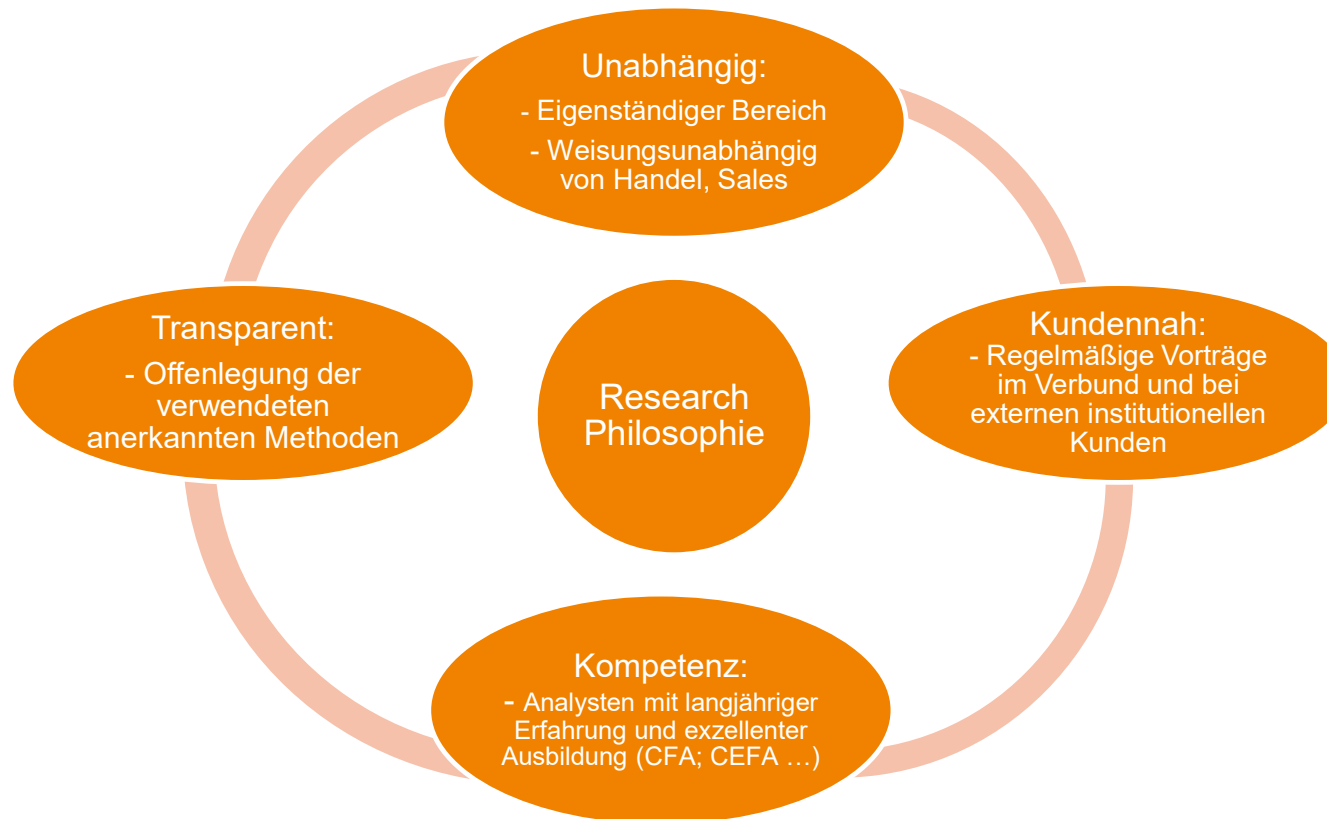 Unabhängig:
- Eigenständiger Bereich
- Weisungsunabhängig
von Handel, Sales
Transparent:
- Offenlegung der
verwendeten
anerkannten Methoden
Research
Philosophie
Kundennah:
- Regelmäßige Vorträge
im Verbund und bei
externen institutionellen
Kunden
Kompetenz:
- Analysten mit langjähriger
Erfahrung und exzellenter
Ausbildung (CFA; CEFA …)